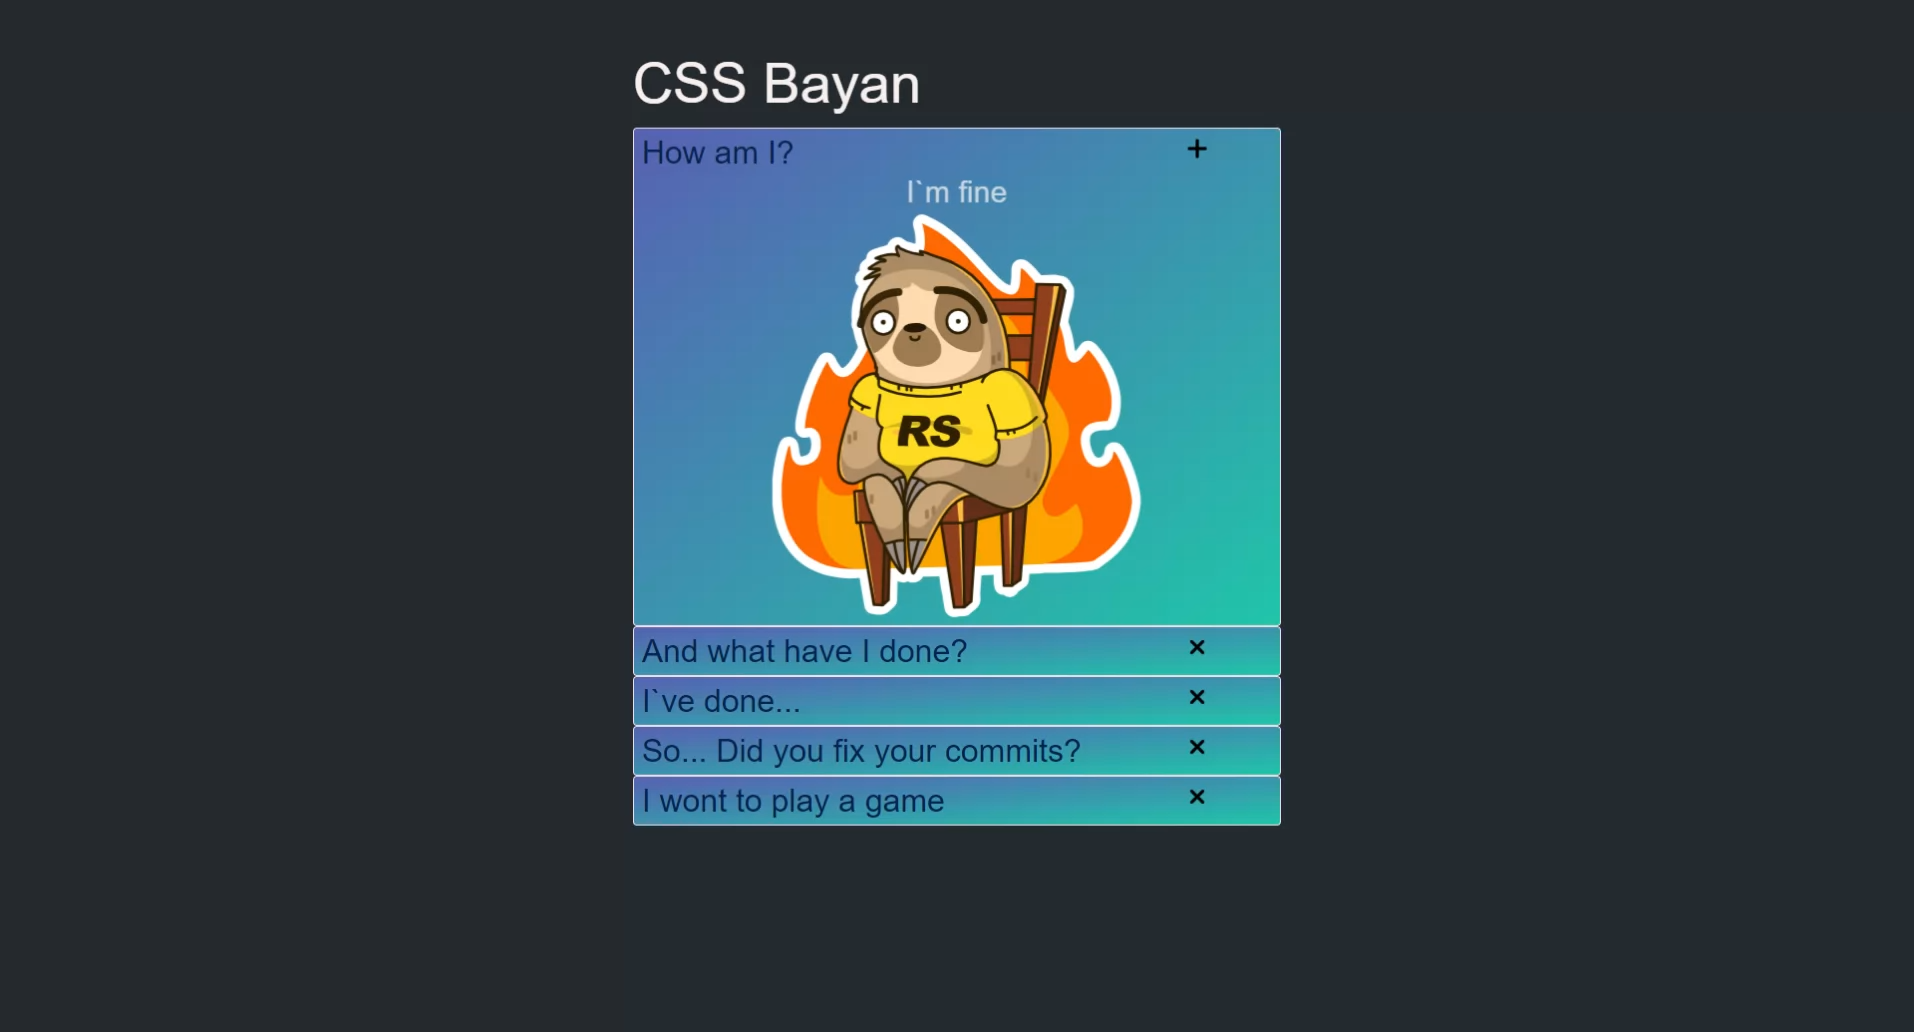 CSS Bayan
How am I?
I`m fine
RS
And what have I done?
I`ve done...
So... Did you fix your commits?
I wont to play a game